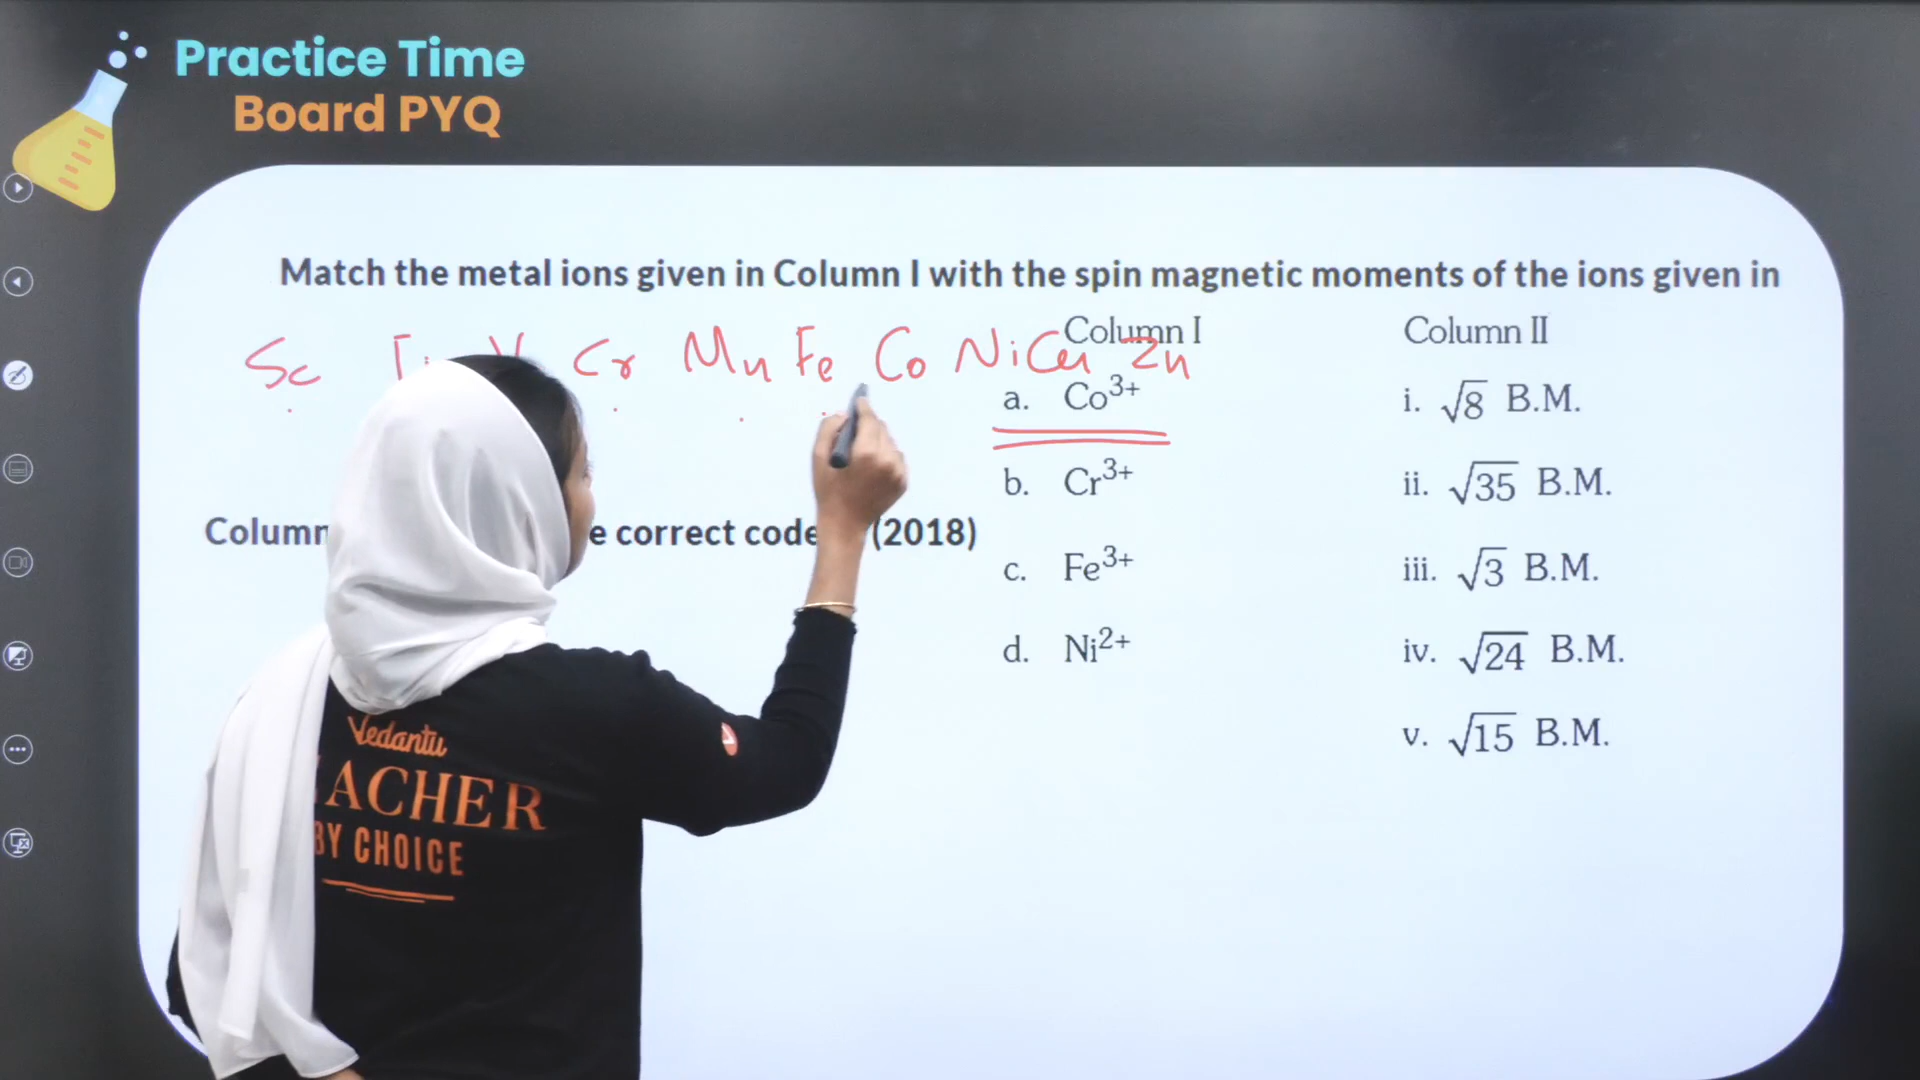 Practice Time
Board PYQ
Match the metal ions given in Column I with the spin magnetic moments of the ions given in
Column I Column II
Sc Cr Mn Fe Co Ni Cu Zn
a. Co³⁺ i. √8 B.M.
b. Cr³⁺ ii. √35 B.M.
correct code (2018)
c. Fe³⁺ iii. √3 B.M.
d. Ni²⁺ iv. √24 B.M.
v. √15 B.M.
Vedantu
BY CHOICE